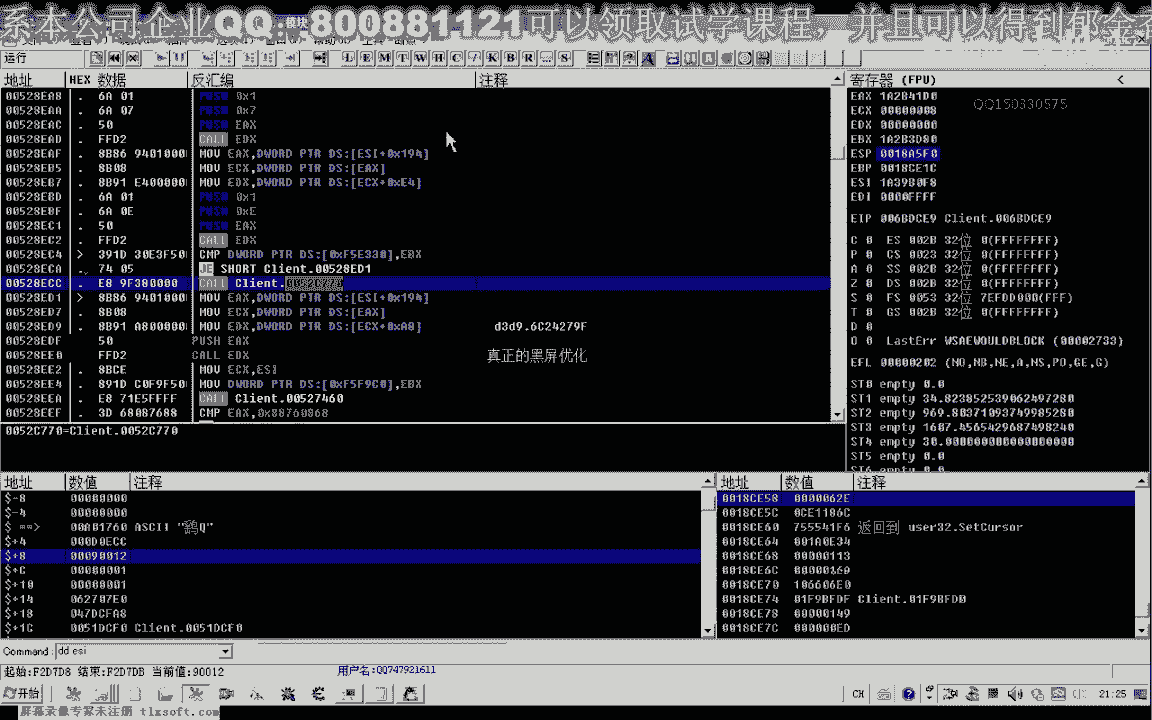 系本公司企业QQ：800881121可以领取试学课程，并且可以得到郁金香
运行
L E M T W H C / K B R ... S
地址 HEX 数据 反汇编 注释
00528EA8 . 6A 01 PUSH 0x1
00528EAA . 6A 07 PUSH 0x7
00528EAC . 50 PUSH EAX
00528EAD . FFD2 CALL EDX
00528EAF . 8B86 9401000 MOV EAX,DWORD PTR DS:[ESI+0x194]
00528EB5 . 8B08 MOV ECX,DWORD PTR DS:[EAX]
00528EB7 . 8B91 E400000 MOV EDX,DWORD PTR DS:[ECX+0xE4]
00528EBD . 6A 01 PUSH 0x1
00528EBF . 6A 0E PUSH 0xE
00528EC1 . 50 PUSH EAX
00528EC2 . FFD2 CALL EDX
00528EC4 > 391D 30E3F50 CMP DWORD PTR DS:[0xF5E330],EBX
00528ECA . 74 05 JE SHORT Client.00528ED1
00528ECC . E8 9F380000 CALL Client.0052C770
00528ED1 > 8B86 9401000 MOV EAX,DWORD PTR DS:[ESI+0x194]
00528ED7 . 8B08 MOV ECX,DWORD PTR DS:[EAX]
00528ED9 . 8B91 A800000 MOV EDX,DWORD PTR DS:[ECX+0xA8] d3d9.6C24279F
00528EDF . 50 PUSH EAX
00528EE0 . FFD2 CALL EDX 真正的黑屏优化
00528EE2 . 8BCE MOV ECX,ESI
00528EE4 . 891D C0F9F50 MOV DWORD PTR DS:[0xF5F9C0],EBX
00528EEA . E8 71E5FFFF CALL Client.00527460
00528EEF . 3D 68087688 CMP EAX,0x88760868
0052C770=Client.0052C770
寄存器 (FPU) <
EAX 1A2B41D0
QQ150330575
ECX 00000008
EDX 00000000
EBX 1A2B3D80
ESP 0018A5F0
EBP 0018CE1C
ESI 1A39B0F8
EDI 0000FFFF
EIP 006BDCE9 Client.006BDCE9
C 0 ES 002B 32位 0(FFFFFFFF)
P 0 CS 0023 32位 0(FFFFFFFF)
A 0 SS 002B 32位 0(FFFFFFFF)
Z 0 DS 002B 32位 0(FFFFFFFF)
S 0 FS 0053 32位 7EFDD000(FFF)
T 0 GS 002B 32位 0(FFFFFFFF)
D 0
O 0 LastErr WSAEWOULDBLOCK (00002733)
EFL 00000202 (NO,NB,NE,A,NS,PO,GE,G)
ST0 empty 0.0
ST1 empty 34.823852539062497280
ST2 empty 969.80371093749985280
ST3 empty 1607.4565429687498240
ST4 empty 30.000000000000000000
ST5 empty 0.0
ST6 empty 0.0
地址 数值 注释
$-8 00000000
$-4 00000000
$ ==> 00A01760 ASCII "鹁Q"
$+4 000D0ECC
$+8 00090012
$+C 00000001
$+10 00000001
$+14 062707E0
$+18 047DCFA8
$+1C 0051DCF0 Client.0051DCF0
地址 数值 注释
0018CE58 0000062E
0018CE5C 0CE1186C
0018CE60 755541F6 返回到 user32.SetCursor
0018CE64 001A0E34
0018CE68 00000113
0018CE6C 0000016O
0018CE70 106606E0
0018CE74 01F9BFDF Client.01F9BFDD
0018CE78 00000149
0018CE7C 000000ED
Command: dd esi
起始:F2D7D8 结束:F2D7DB 当前值:90012
用户名:QQ747921611
开始 CH 21:25
屏幕录像专家未注册 tlxsoft.com